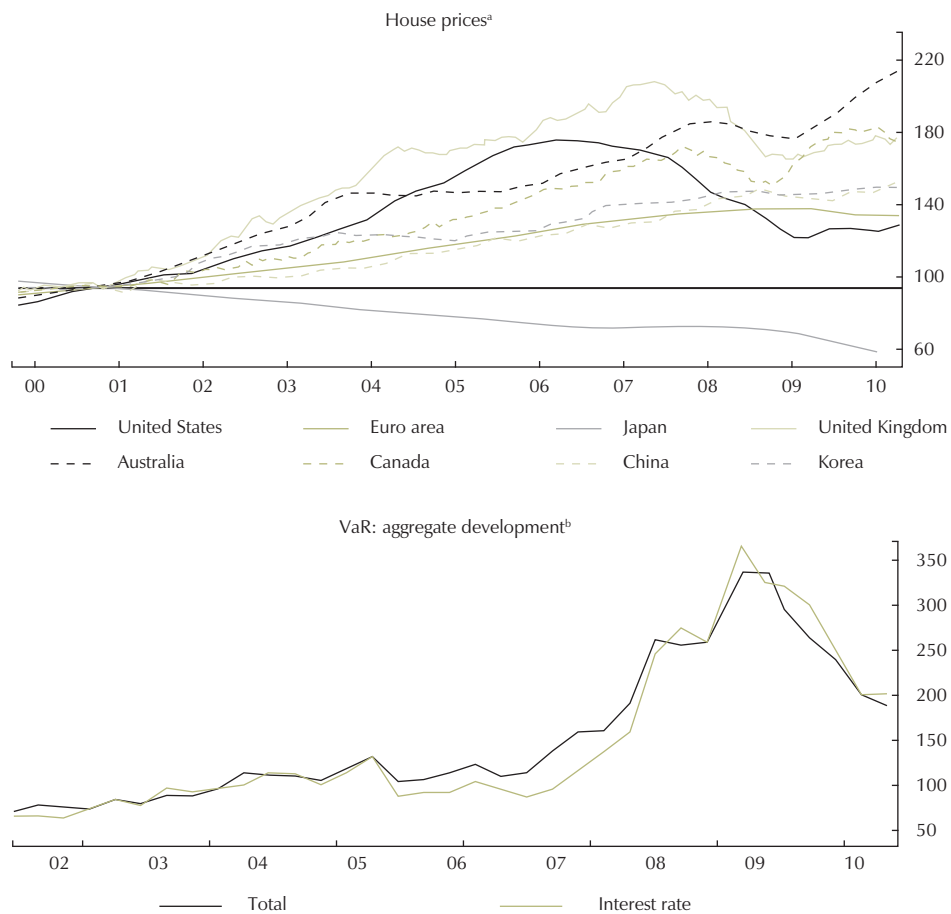 House pricesᵃ
220
180
140
100
60
00 01 02 03 04 05 06 07 08 09 10
United States Euro area Japan United Kingdom
Australia Canada China Korea
VaR: aggregate developmentᵇ
350
300
250
200
150
100
50
02 03 04 05 06 07 08 09 10
Total Interest rate